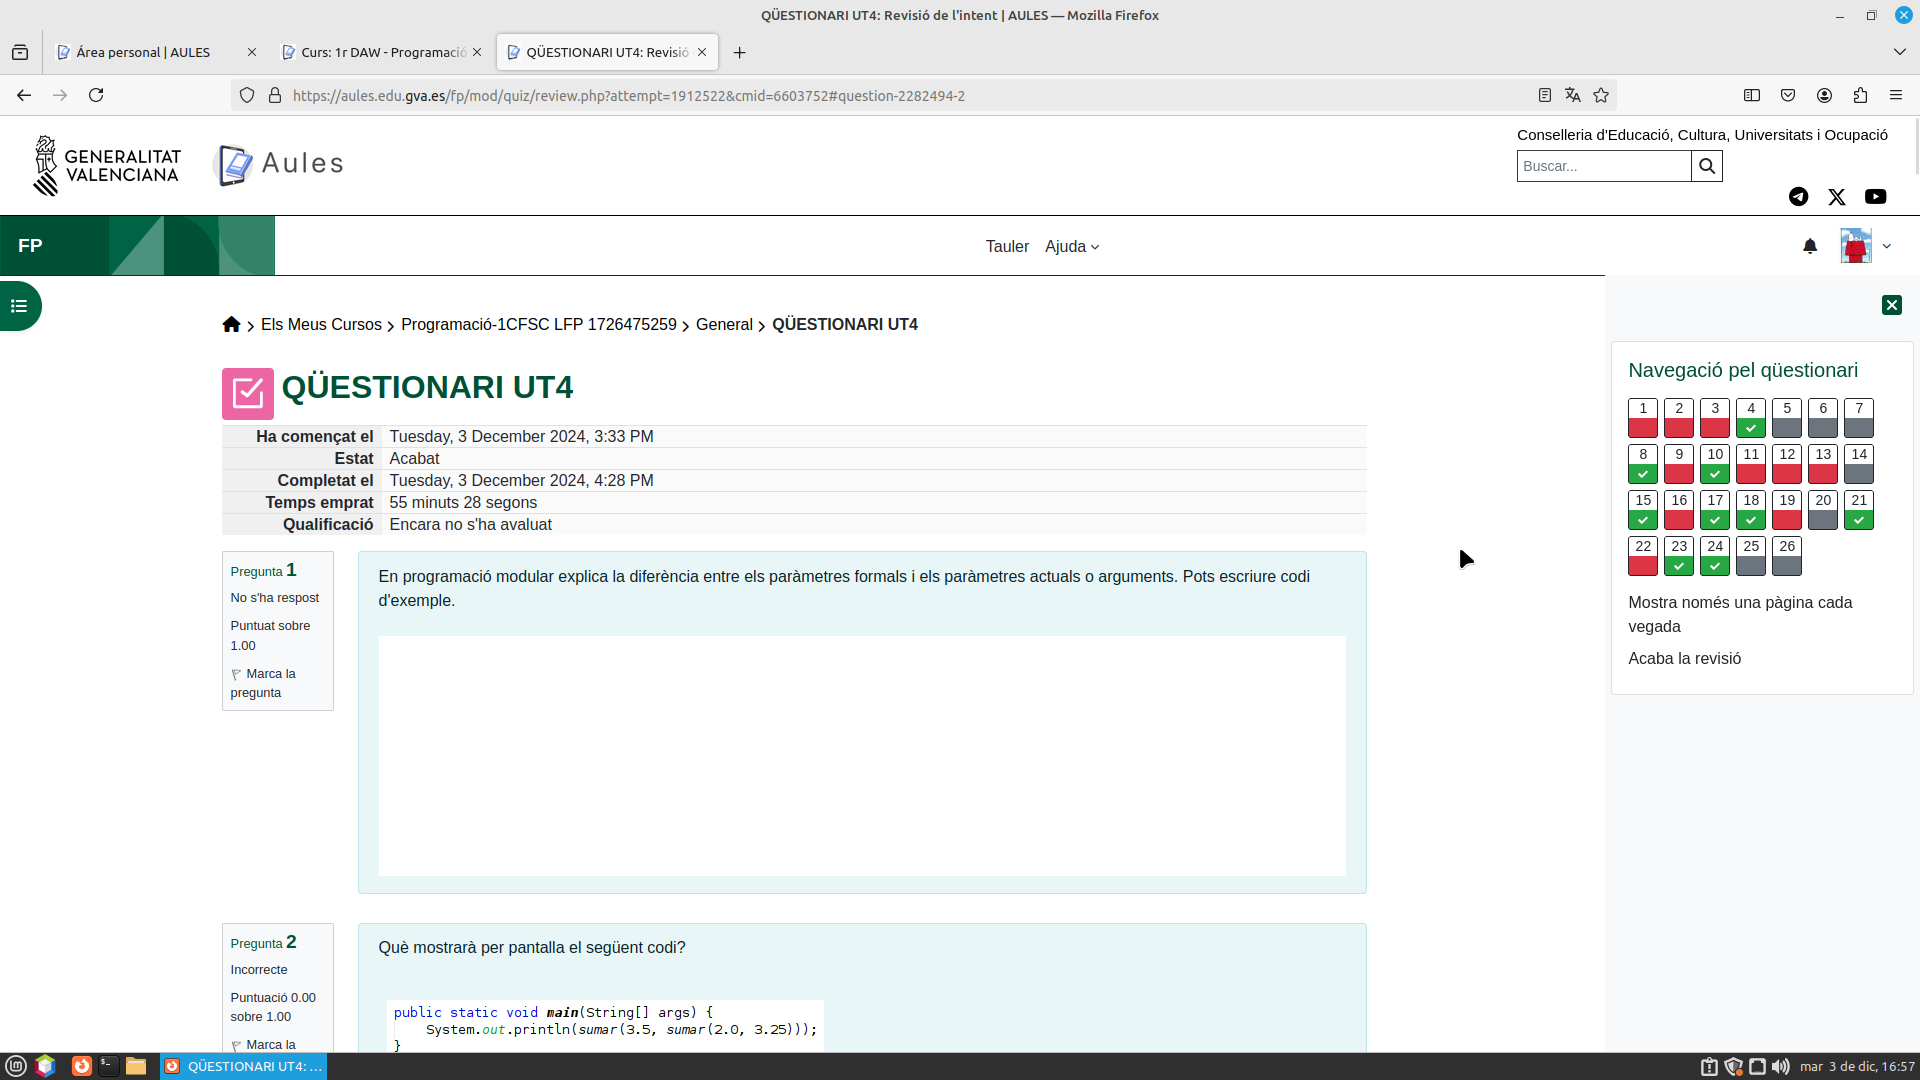 QÜESTIONARI UT4: Revisió de l'intent | AULES — Mozilla Firefox
Área personal | AULES
Curs: 1r DAW - Programació
QÜESTIONARI UT4: Revisió
https://aules.edu.gva.es/fp/mod/quiz/review.php?attempt=1912522&cmid=6603752#question-2282494-2
GENERALITAT
VALENCIANA
Aules
Conselleria d'Educació, Cultura, Universitats i Ocupació
Buscar...
FP
Tauler
Ajuda
Els Meus Cursos
Programació-1CFSC LFP 1726475259
General
QÜESTIONARI UT4
QÜESTIONARI UT4
Ha començat el Tuesday, 3 December 2024, 3:33 PM
Estat Acabat
Completat el Tuesday, 3 December 2024, 4:28 PM
Temps emprat 55 minuts 28 segons
Qualificació Encara no s'ha avaluat
Pregunta 1
No s'ha respost
Puntuat sobre
1.00
Marca la
pregunta
En programació modular explica la diferència entre els paràmetres formals i els paràmetres actuals o arguments. Pots escriure codi
d'exemple.
Pregunta 2
Incorrecte
Puntuació 0.00
sobre 1.00
Marca la
Què mostrarà per pantalla el següent codi?
public static void main(String[] args) {
System.out.println(sumar(3.5, sumar(2.0, 3.25)));
}
Navegació pel qüestionari
1 2 3 4 5 6 7
8 9 10 11 12 13 14
15 16 17 18 19 20 21
22 23 24 25 26
Mostra només una pàgina cada
vegada
Acaba la revisió
QÜESTIONARI UT4: ...
mar 3 de dic, 16:57